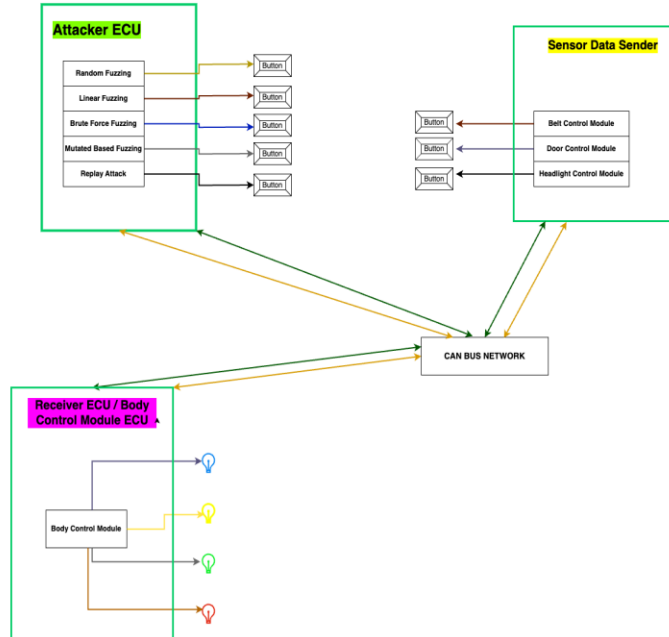 Attacker ECU
Random Fuzzing
Linear Fuzzing
Brute Force Fuzzing
Mutated Based Fuzzing
Replay Attack
Button
Button
Button
Button
Button
Sensor Data Sender
Button
Button
Button
Belt Control Module
Door Control Module
Headlight Control Module
CAN BUS NETWORK
Receiver ECU / Body
Control Module ECU
Body Control Module